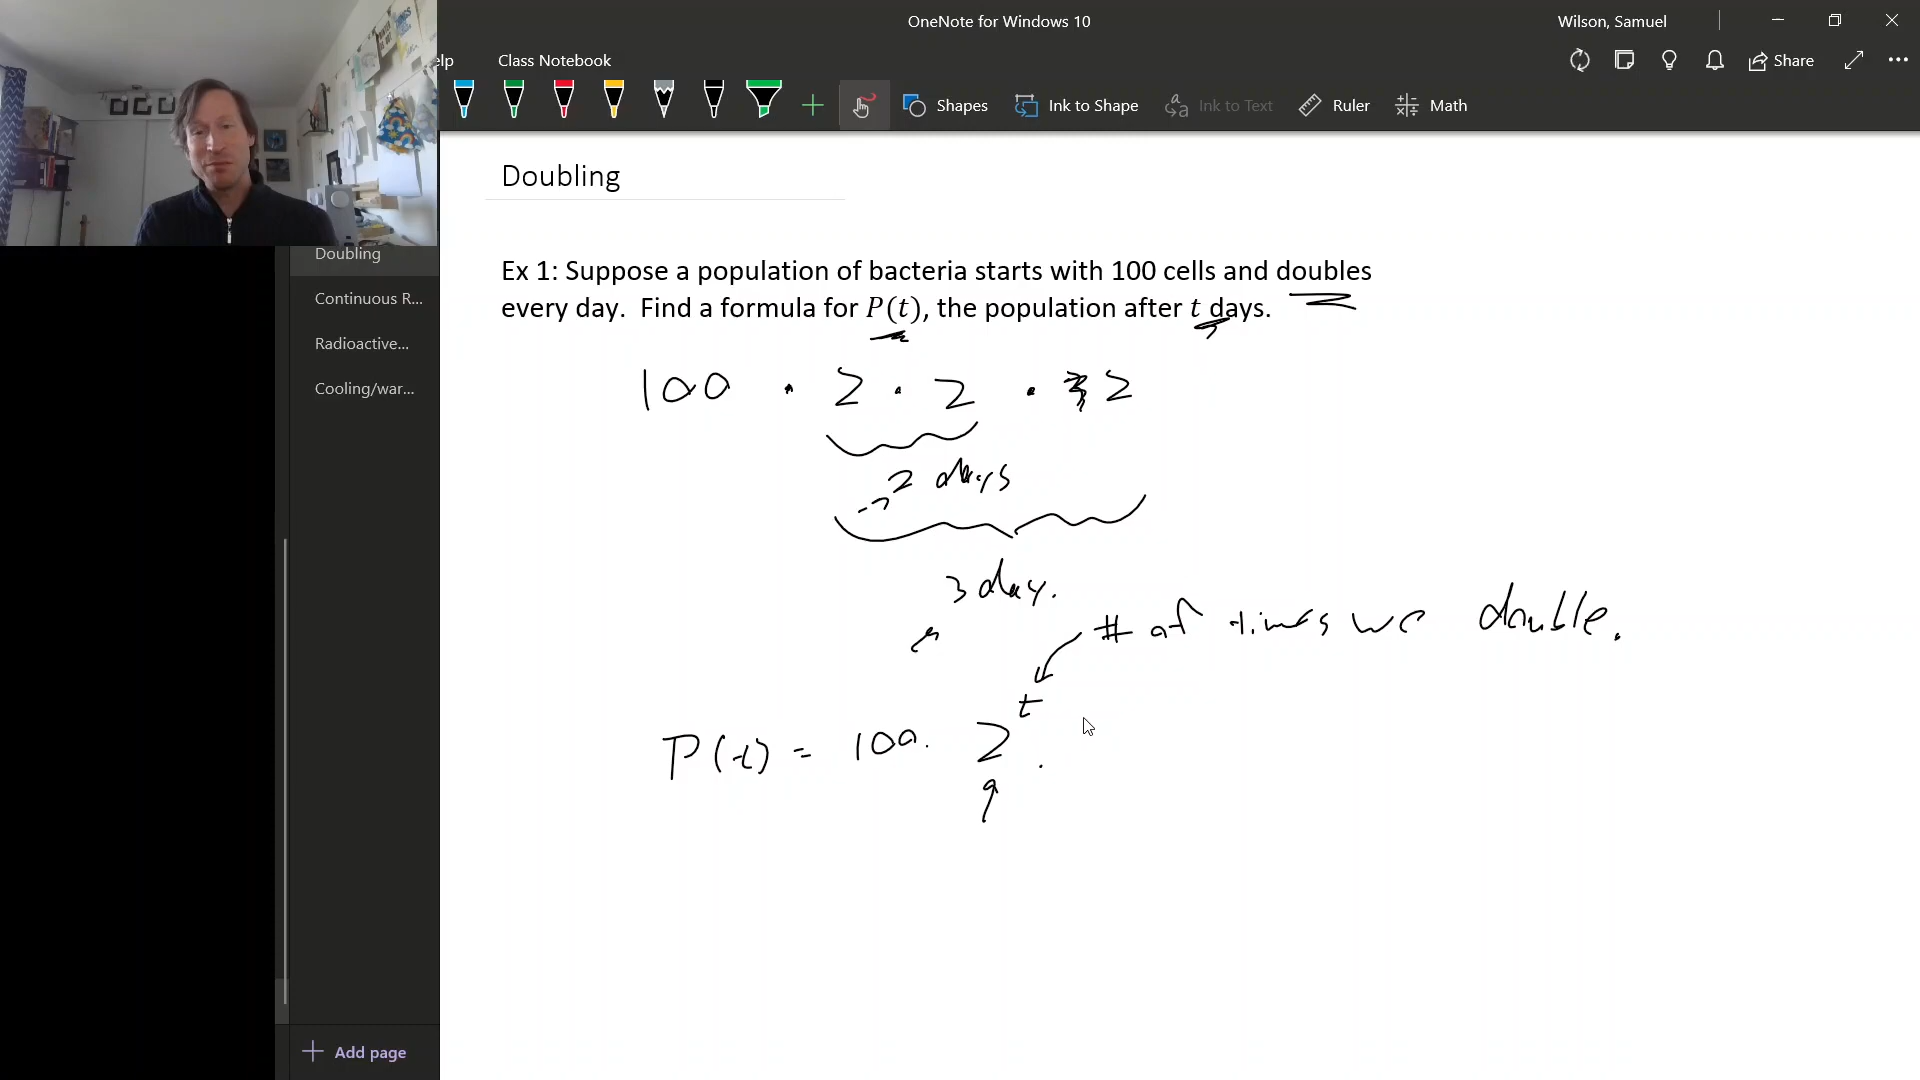 OneNote for Windows 10
Wilson, Samuel
elp
Class Notebook
Share
Shapes
Ink to Shape
Ink to Text
Ruler
Math
Doubling
Continuous R...
Radioactive...
Cooling/war...
Add page
Doubling
Ex 1: Suppose a population of bacteria starts with 100 cells and doubles
every day. Find a formula for P(t), the population after t days.
100 · 2 · 2 · 2
2 days
3 day.
# of times we double.
P(t) = 100 · 2^t.